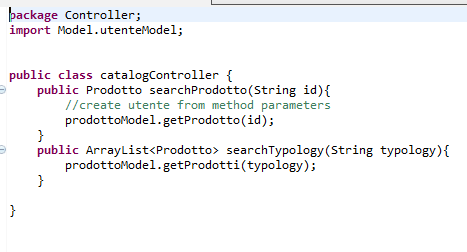 package Controller;
import Model.utenteModel;
public class catalogController {
public Prodotto searchProdotto(String id){
//create utente from method parameters
prodottoModel.getProdotto(id);
}
public ArrayList<Prodotto> searchTypology(String typology){
prodottoModel.getProdotti(typology);
}
}